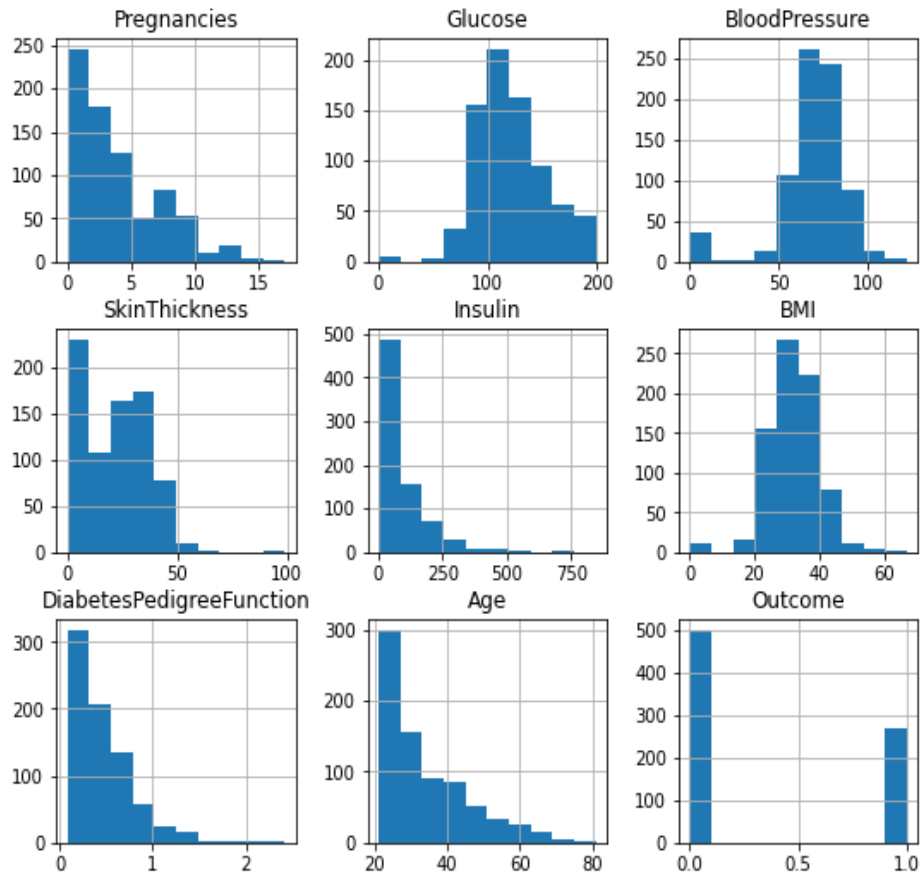 Pregnancies Glucose BloodPressure
250 200 150 100 50 0
0 5 10 15
200 150 100 50 0
0 100 200
250 200 150 100 50 0
0 50 100
SkinThickness Insulin BMI
200 150 100 50 0
0 50 100
500 400 300 200 100 0
0 250 500 750
250 200 150 100 50 0
0 20 40 60
DiabetesPedigreeFunction Age Outcome
300 200 100 0
0 1 2
300 200 100 0
20 40 60 80
500 400 300 200 100 0
0.0 0.5 1.0